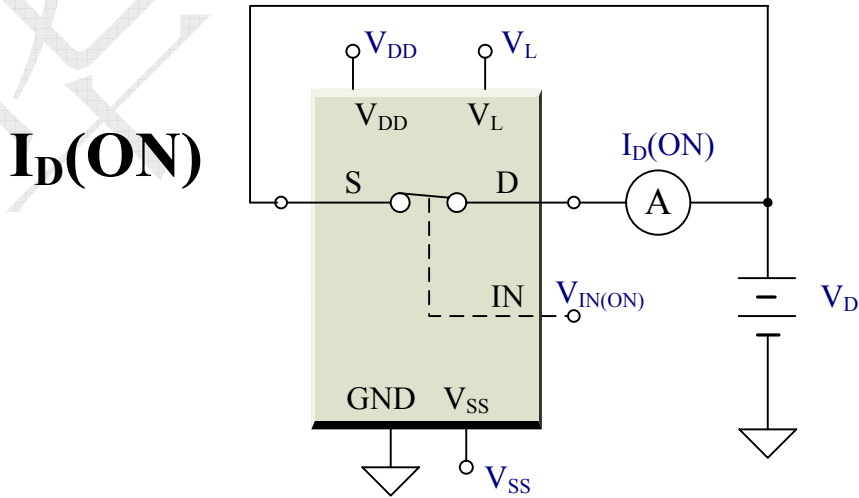 V_DD V_L
V_DD V_L
I_D(ON)
I_D(ON)
S D A
IN V_IN(ON)
V_D
GND V_SS
V_SS